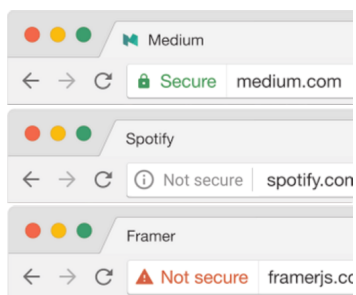 Medium
Secure medium.com
Spotify
Not secure spotify.com
Framer
Not secure framerjs.co